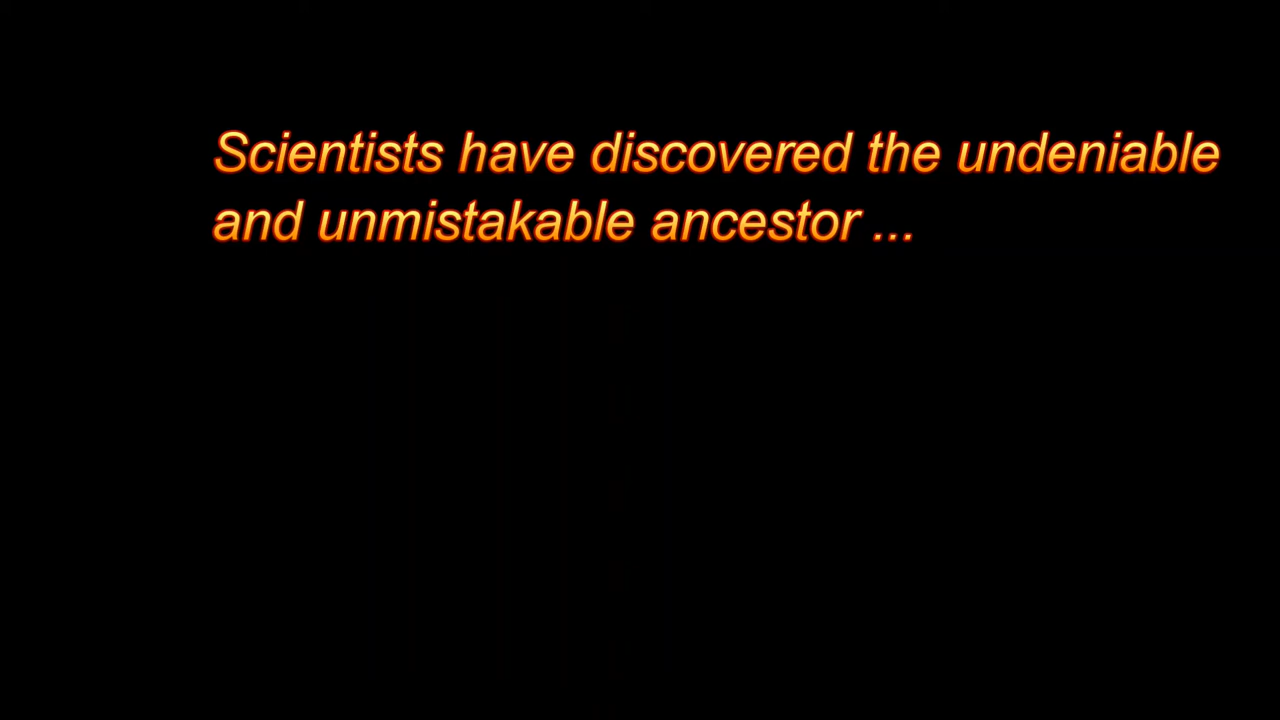 Scientists have discovered the undeniable
and unmistakable ancestor ...